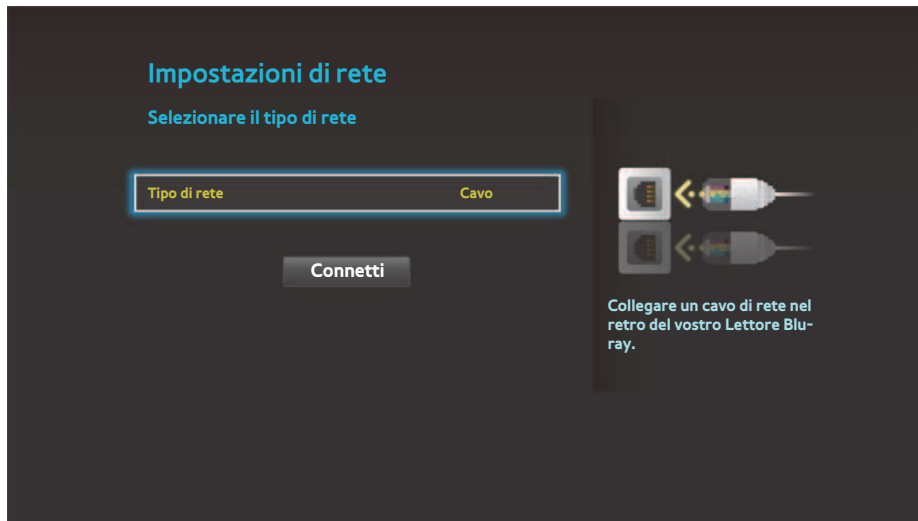 Impostazioni di rete
Selezionare il tipo di rete
Tipo di rete Cavo
Connetti
Collegare un cavo di rete nel
retro del vostro Lettore Blu-
ray.